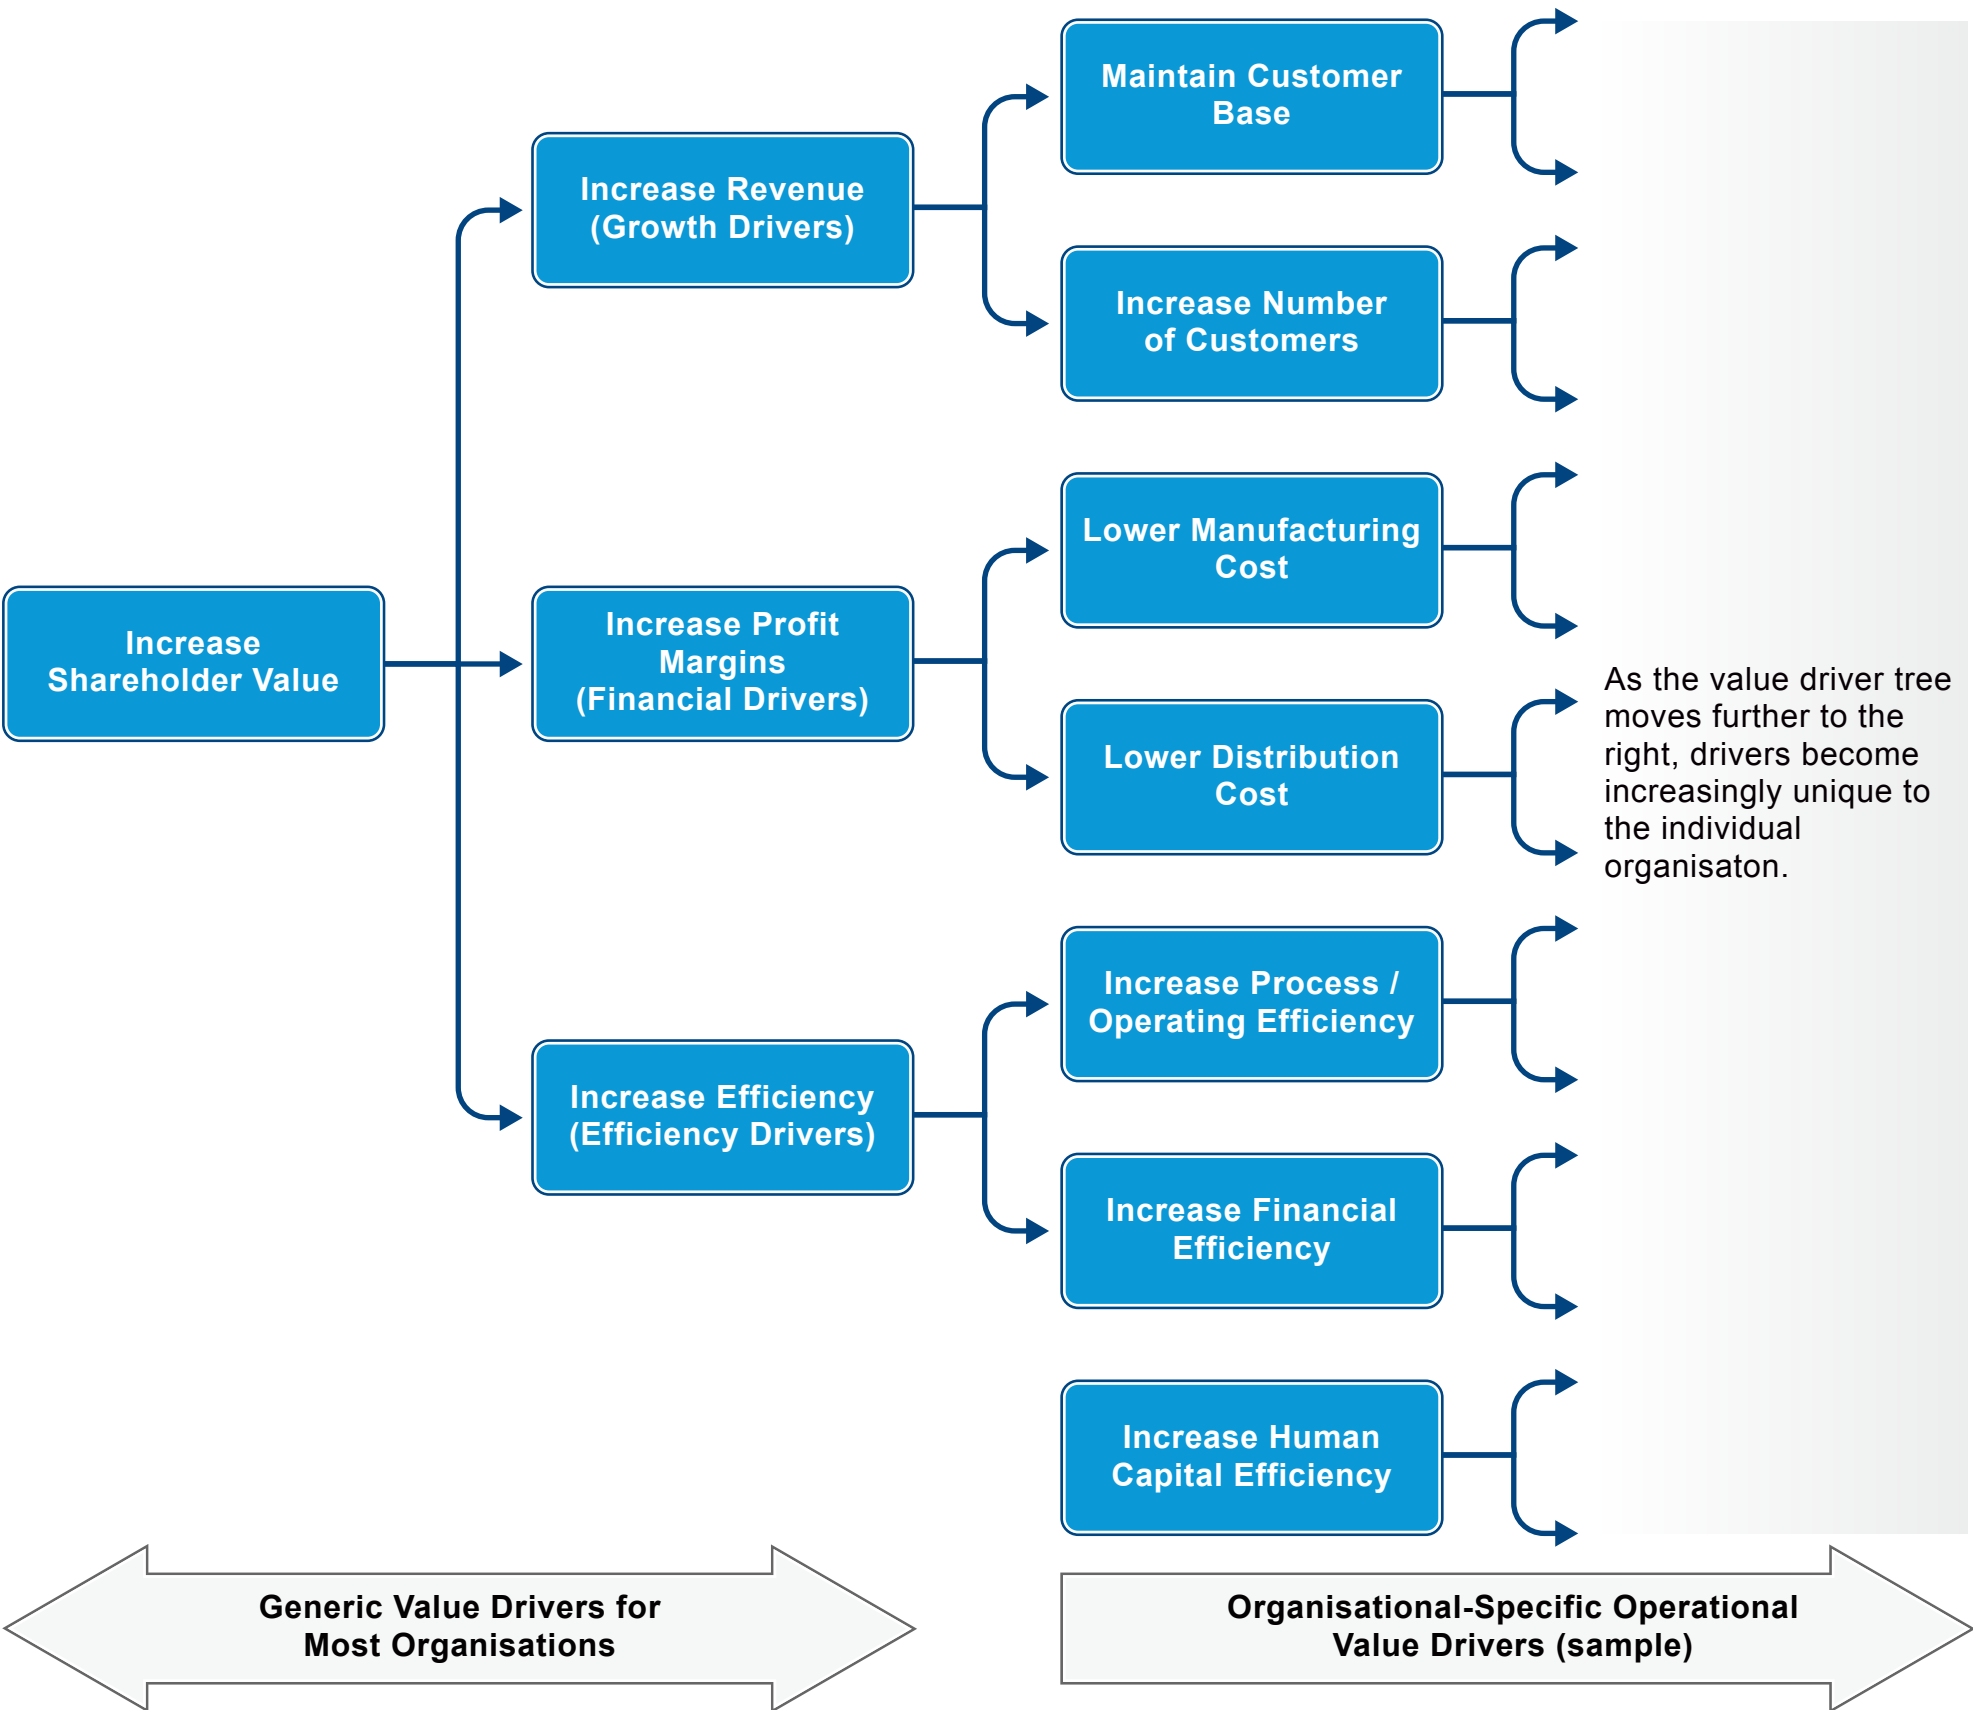 Increase
Shareholder Value
Increase Revenue
(Growth Drivers)
Increase Profit
Margins
(Financial Drivers)
Increase Efficiency
(Efficiency Drivers)
Maintain Customer
Base
Increase Number
of Customers
Lower Manufacturing
Cost
Lower Distribution
Cost
Increase Process /
Operating Efficiency
Increase Financial
Efficiency
Increase Human
Capital Efficiency
As the value driver tree
moves further to the
right, drivers become
increasingly unique to
the individual
organisaton.
Generic Value Drivers for
Most Organisations
Organisational-Specific Operational
Value Drivers (sample)